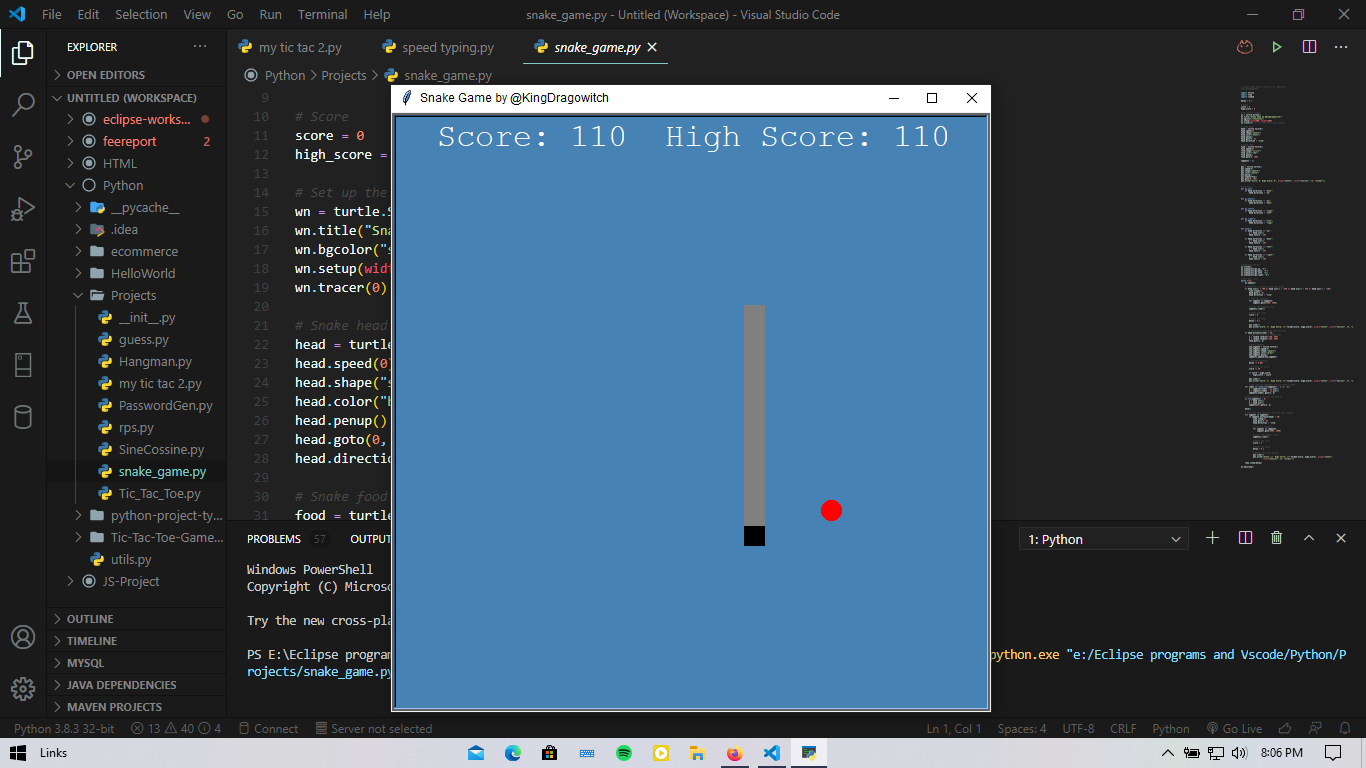 File Edit Selection View Go Run Terminal Help
snake_game.py - Untitled (Workspace) - Visual Studio Code
EXPLORER
my tic tac 2.py
speed typing.py
snake_game.py
OPEN EDITORS
Python > Projects > snake_game.py
UNTITLED (WORKSPACE)
eclipse-works...
feereport 2
HTML
Python
__pycache__
.idea
ecommerce
HelloWorld
Projects
__init__.py
guess.py
Hangman.py
my tic tac 2.py
PasswordGen.py
rps.py
SineCossine.py
snake_game.py
Tic_Tac_Toe.py
python-project-ty...
Tic-Tac-Toe-Game...
utils.py
JS-Project
OUTLINE
TIMELINE
MYSQL
JAVA DEPENDENCIES
MAVEN PROJECTS
9
10 # Score
11 score = 0
12 high_score =
13
14 # Set up the
15 wn = turtle.S
16 wn.title("Sna
17 wn.bgcolor("s
18 wn.setup(widt
19 wn.tracer(0)
20
21 # Snake head
22 head = turtle
23 head.speed(0)
24 head.shape("s
25 head.color("b
26 head.penup()
27 head.goto(0,
28 head.directio
29
30 # Snake food
31 food = turtle
Snake Game by @KingDragowitch
Score: 110 High Score: 110
PROBLEMS 57 OUTPUT
1: Python
Windows PowerShell
Copyright (C) Microso
Try the new cross-pla
PS E:\Eclipse program
python.exe "e:/Eclipse programs and Vscode/Python/P
rojects/snake_game.py
Python 3.8.3 32-bit 13 40 4 Connect Server not selected
Ln 1, Col 1 Spaces: 4 UTF-8 CRLF Python Go Live
Links
8:06 PM